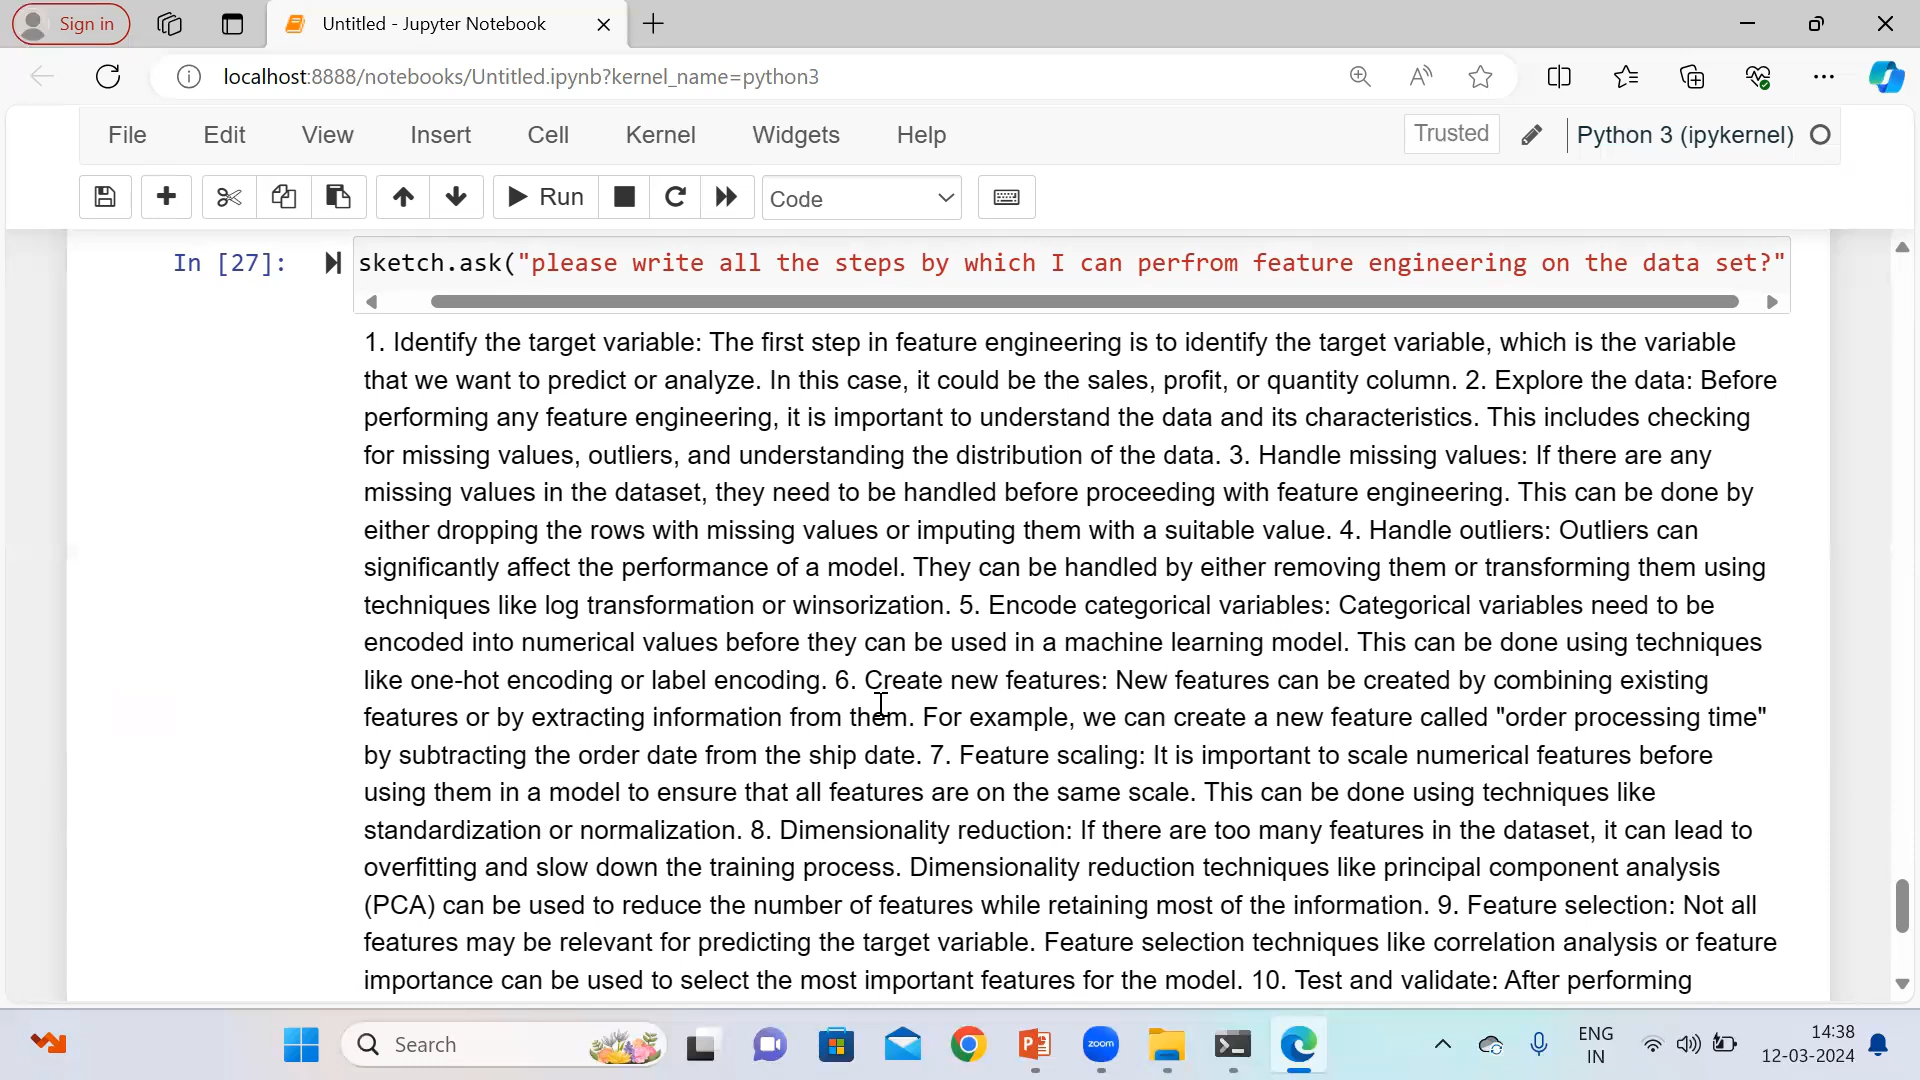 Sign in
Untitled - Jupyter Notebook
localhost:8888/notebooks/Untitled.ipynb?kernel_name=python3
File Edit View Insert Cell Kernel Widgets Help
Trusted
Python 3 (ipykernel)
Run
Code
In [27]:
sketch.ask("please write all the steps by which I can perfrom feature engineering on the data set?"
1. Identify the target variable: The first step in feature engineering is to identify the target variable, which is the variable
that we want to predict or analyze. In this case, it could be the sales, profit, or quantity column. 2. Explore the data: Before
performing any feature engineering, it is important to understand the data and its characteristics. This includes checking
for missing values, outliers, and understanding the distribution of the data. 3. Handle missing values: If there are any
missing values in the dataset, they need to be handled before proceeding with feature engineering. This can be done by
either dropping the rows with missing values or imputing them with a suitable value. 4. Handle outliers: Outliers can
significantly affect the performance of a model. They can be handled by either removing them or transforming them using
techniques like log transformation or winsorization. 5. Encode categorical variables: Categorical variables need to be
encoded into numerical values before they can be used in a machine learning model. This can be done using techniques
like one-hot encoding or label encoding. 6. Create new features: New features can be created by combining existing
features or by extracting information from them. For example, we can create a new feature called "order processing time"
by subtracting the order date from the ship date. 7. Feature scaling: It is important to scale numerical features before
using them in a model to ensure that all features are on the same scale. This can be done using techniques like
standardization or normalization. 8. Dimensionality reduction: If there are too many features in the dataset, it can lead to
overfitting and slow down the training process. Dimensionality reduction techniques like principal component analysis
(PCA) can be used to reduce the number of features while retaining most of the information. 9. Feature selection: Not all
features may be relevant for predicting the target variable. Feature selection techniques like correlation analysis or feature
importance can be used to select the most important features for the model. 10. Test and validate: After performing
Search
zoom
ENG
IN
14:38
12-03-2024